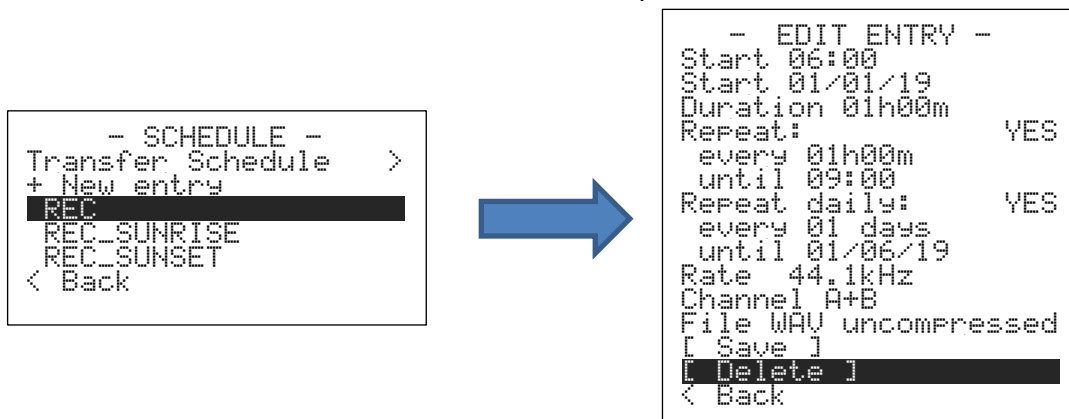 - SCHEDULE -
Transfer Schedule >
+ New entry
REC
REC_SUNRISE
REC_SUNSET
< Back
- EDIT ENTRY -
Start 06:00
Start 01/01/19
Duration 01h00m
Repeat: YES
every 01h00m
until 09:00
Repeat daily: YES
every 01 days
until 01/06/19
Rate 44.1kHz
Channel A+B
File WAV uncompressed
[ Save ]
[ Delete ]
< Back